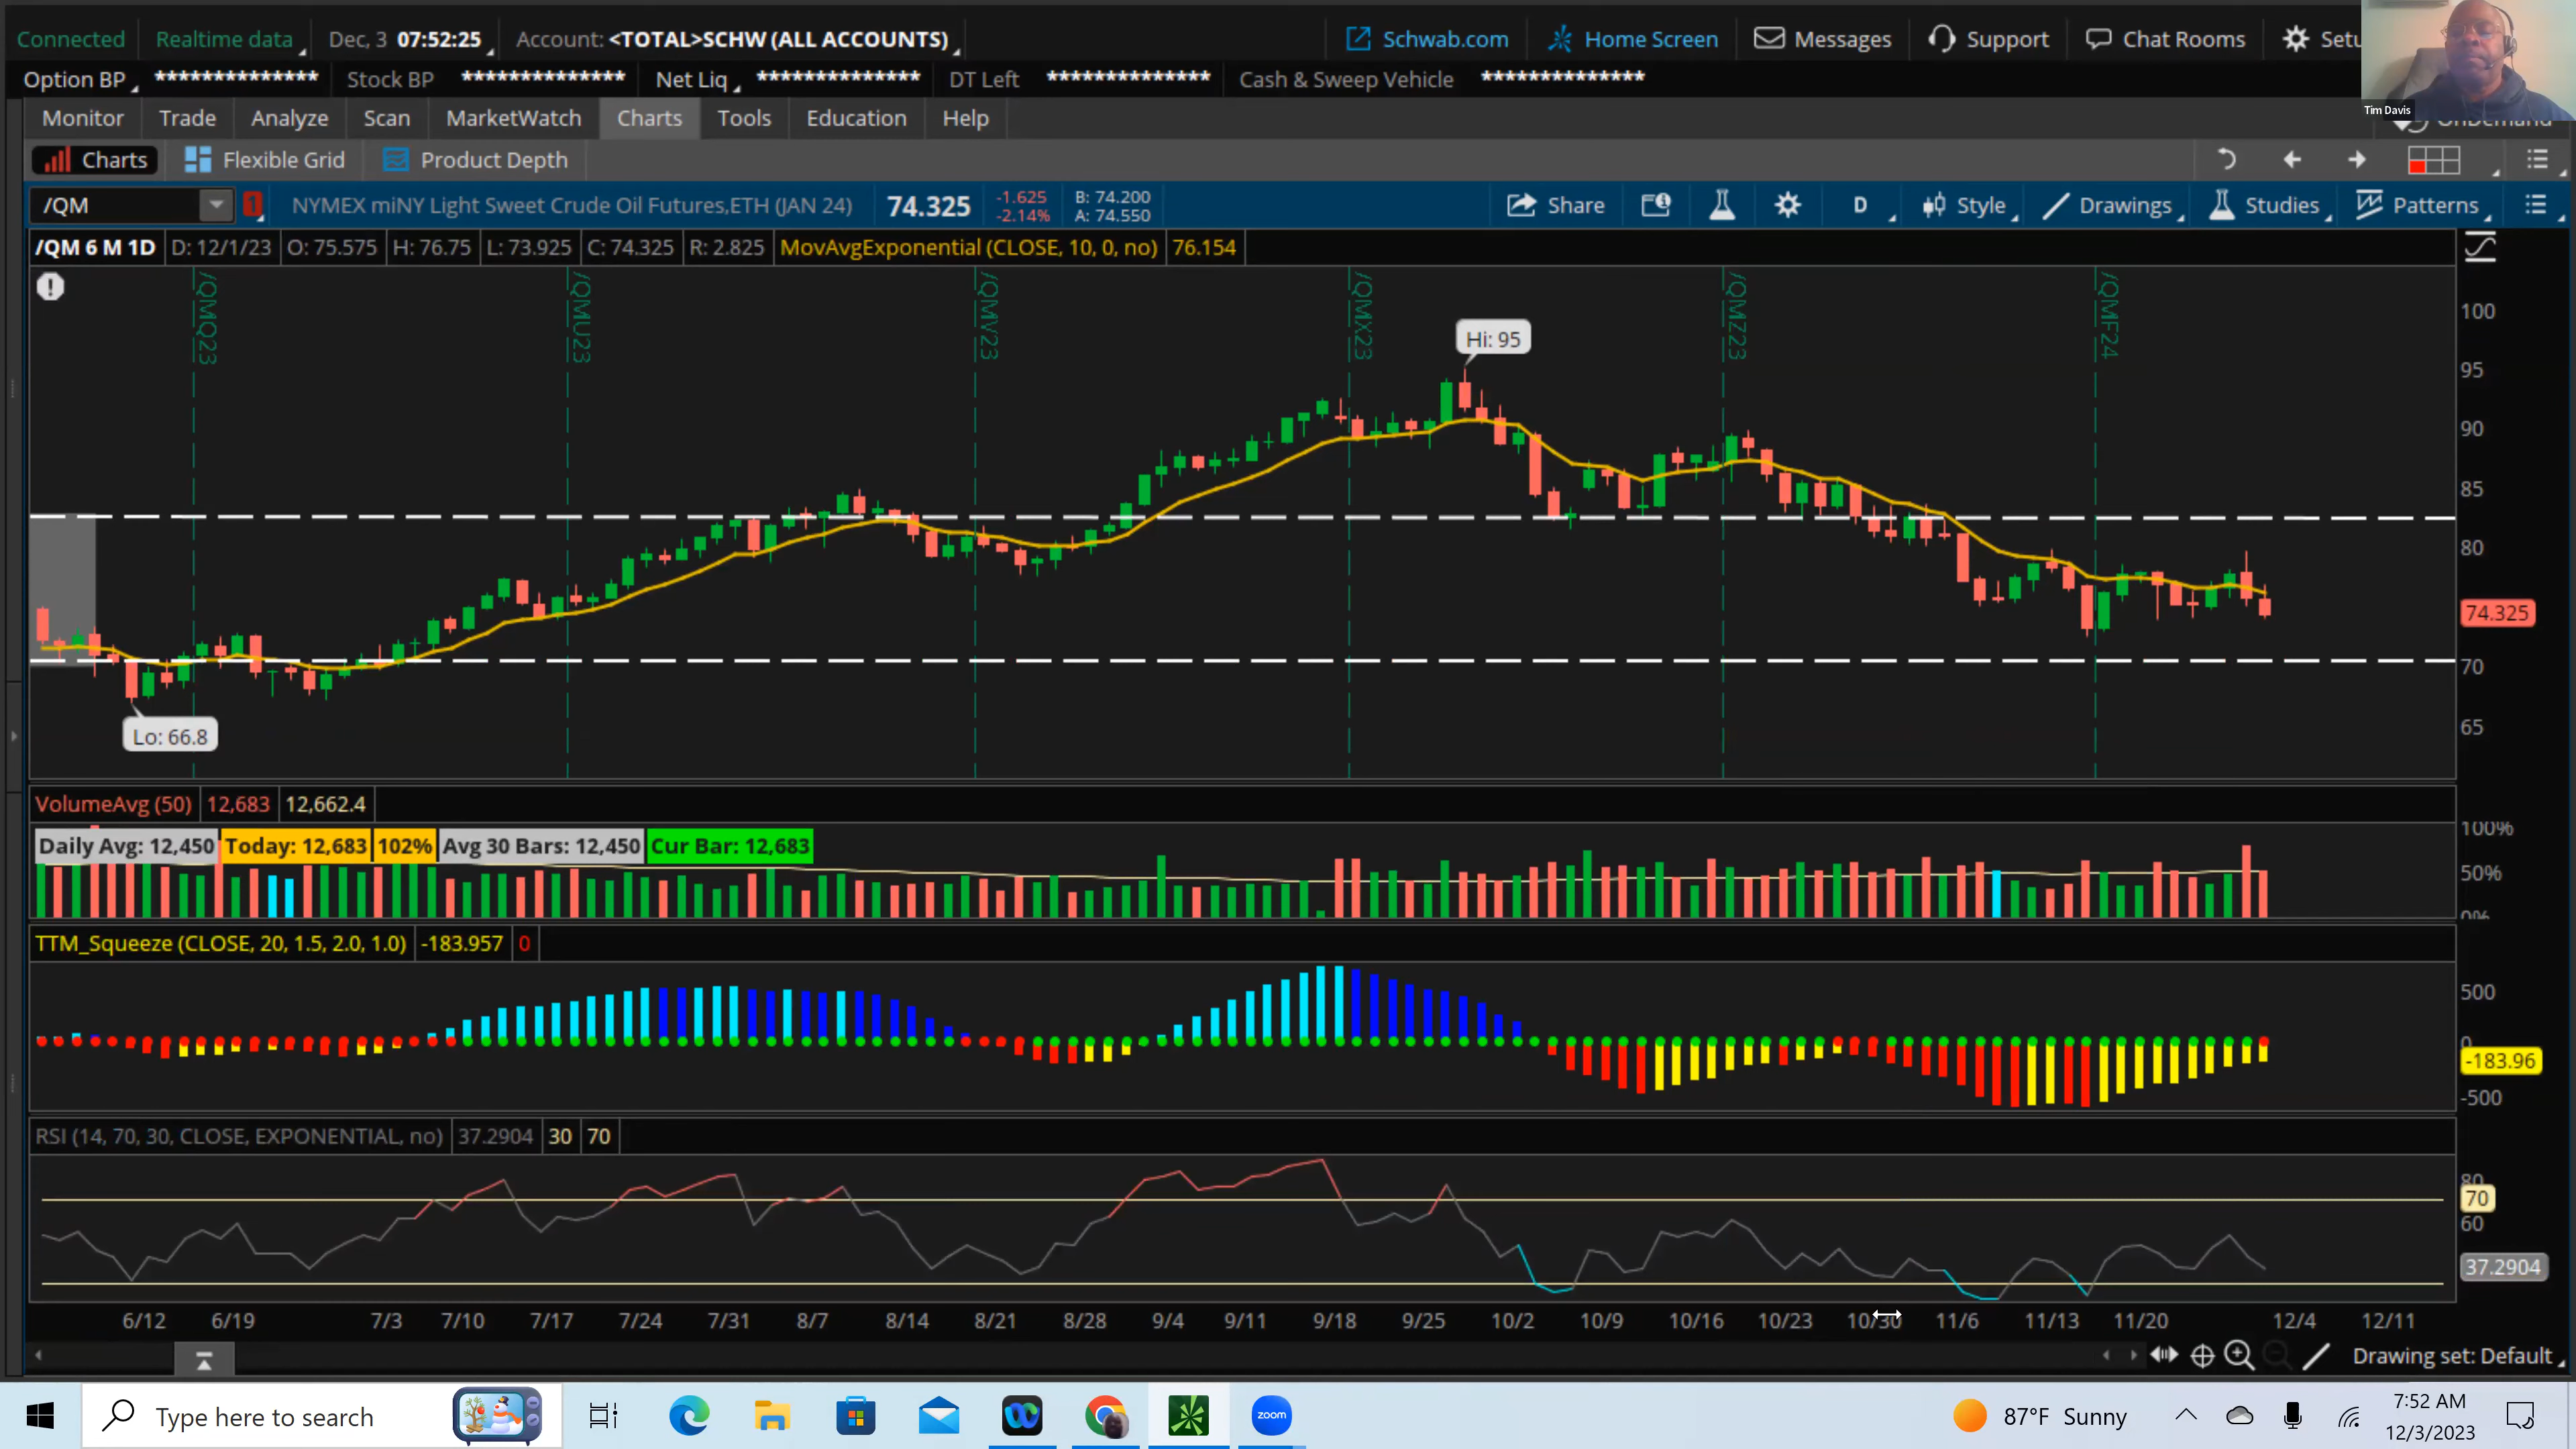 Connected Realtime data Dec, 3 07:52:25 Account: <TOTAL>SCHW (ALL ACCOUNTS) Schwab.com Home Screen Messages Support Chat Rooms
Option BP ************** Stock BP ************** Net Liq ************** DT Left ************** Cash & Sweep Vehicle **************
Tim Davis
Monitor Trade Analyze Scan MarketWatch Charts Tools Education Help OnDemand
Charts Flexible Grid Product Depth
/QM 1 NYMEX miNY Light Sweet Crude Oil Futures,ETH (JAN 24) 74.325 -1.625 B: 74.200 Share D Style Drawings Studies Patterns
-2.14% A: 74.550
/QM 6 M 1D D: 12/1/23 O: 75.575 H: 76.75 L: 73.925 C: 74.325 R: 2.825 MovAvgExponential (CLOSE, 10, 0, no) 76.154
/QMQ23 /QMU23 /QMV23 /QMX23 /QMZ23 /QMF24
100
Hi: 95
95
90
85
80
74.325
70
65
Lo: 66.8
VolumeAvg (50) 12,683 12,662.4
Daily Avg: 12,450 Today: 12,683 102% Avg 30 Bars: 12,450 Cur Bar: 12,683
100%
50%
0%
TTM_Squeeze (CLOSE, 20, 1.5, 2.0, 1.0) -183.957 0
500
0
-183.96
-500
RSI (14, 70, 30, CLOSE, EXPONENTIAL, no) 37.2904 30 70
80
70
60
37.2904
6/12 6/19 7/3 7/10 7/17 7/24 7/31 8/7 8/14 8/21 8/28 9/4 9/11 9/18 9/25 10/2 10/9 10/16 10/23 10/30 11/6 11/13 11/20 12/4 12/11
Drawing set: Default
Type here to search zoom 87°F Sunny 7:52 AM
12/3/2023